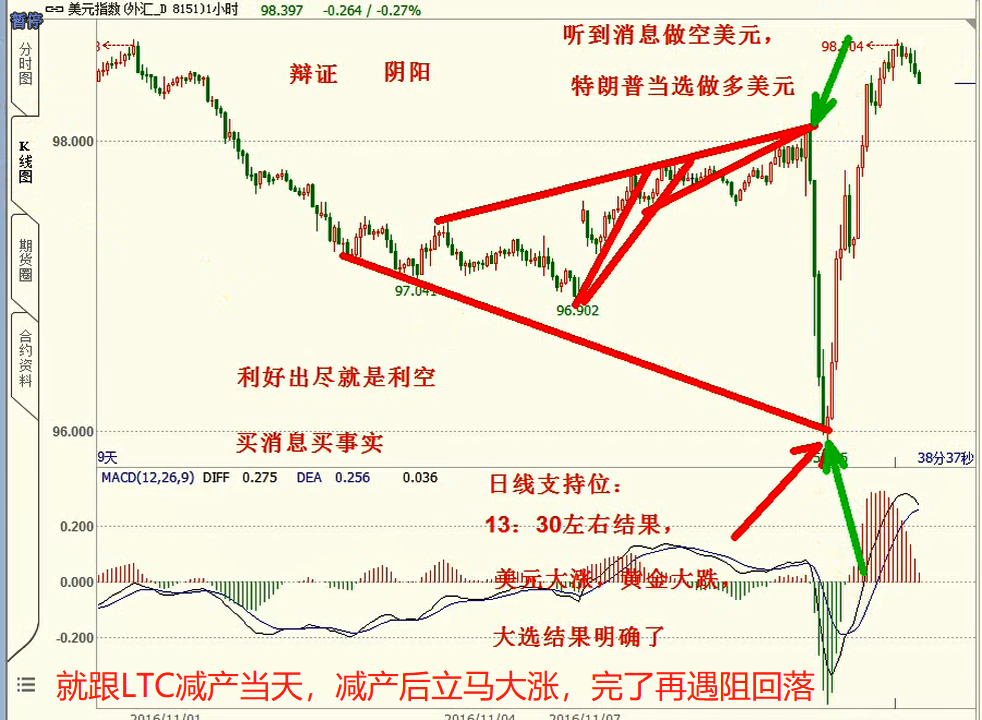 暂停
美元指数(外汇_D 8151)1小时 98.397 -0.264 / -0.27%
分时图
K线图
期货圈
合约资料
听到消息做空美元，
辩证 阴阳
特朗普当选做多美元
98.000
97.041
96.902
利好出尽就是利空
买消息买事实
96.000
9天
38分37秒
MACD(12,26,9) DIFF 0.275 DEA 0.256 0.036
日线支持位：
13：30左右结果，
0.200
美元大涨，黄金大跌，
0.000
大选结果明确了
-0.200
就跟LTC减产当天，减产后立马大涨，完了再遇阻回落
2016/11/01 2016/11/04 2016/11/07